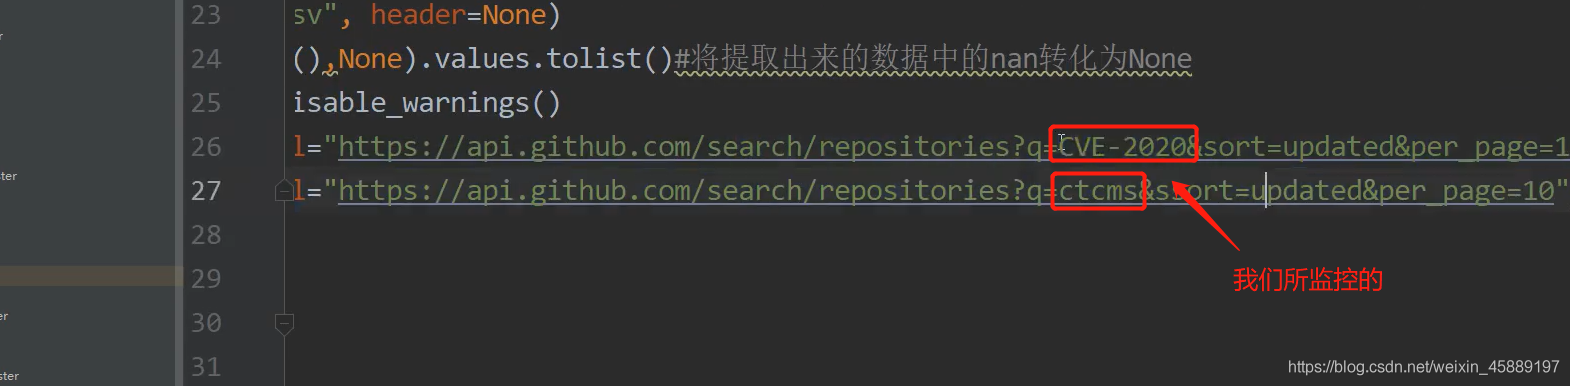 r
ster
er
ster
23 sv", header=None)
24 (),None).values.tolist()#将提取出来的数据中的nan转化为None
25 isable_warnings()
26 l="https://api.github.com/search/repositories?q=CVE-2020&sort=updated&per_page=1
27 l="https://api.github.com/search/repositories?q=ctcms&sort=updated&per_page=10"
28
29
30
31
我们所监控的
https://blog.csdn.net/weixin_45889197